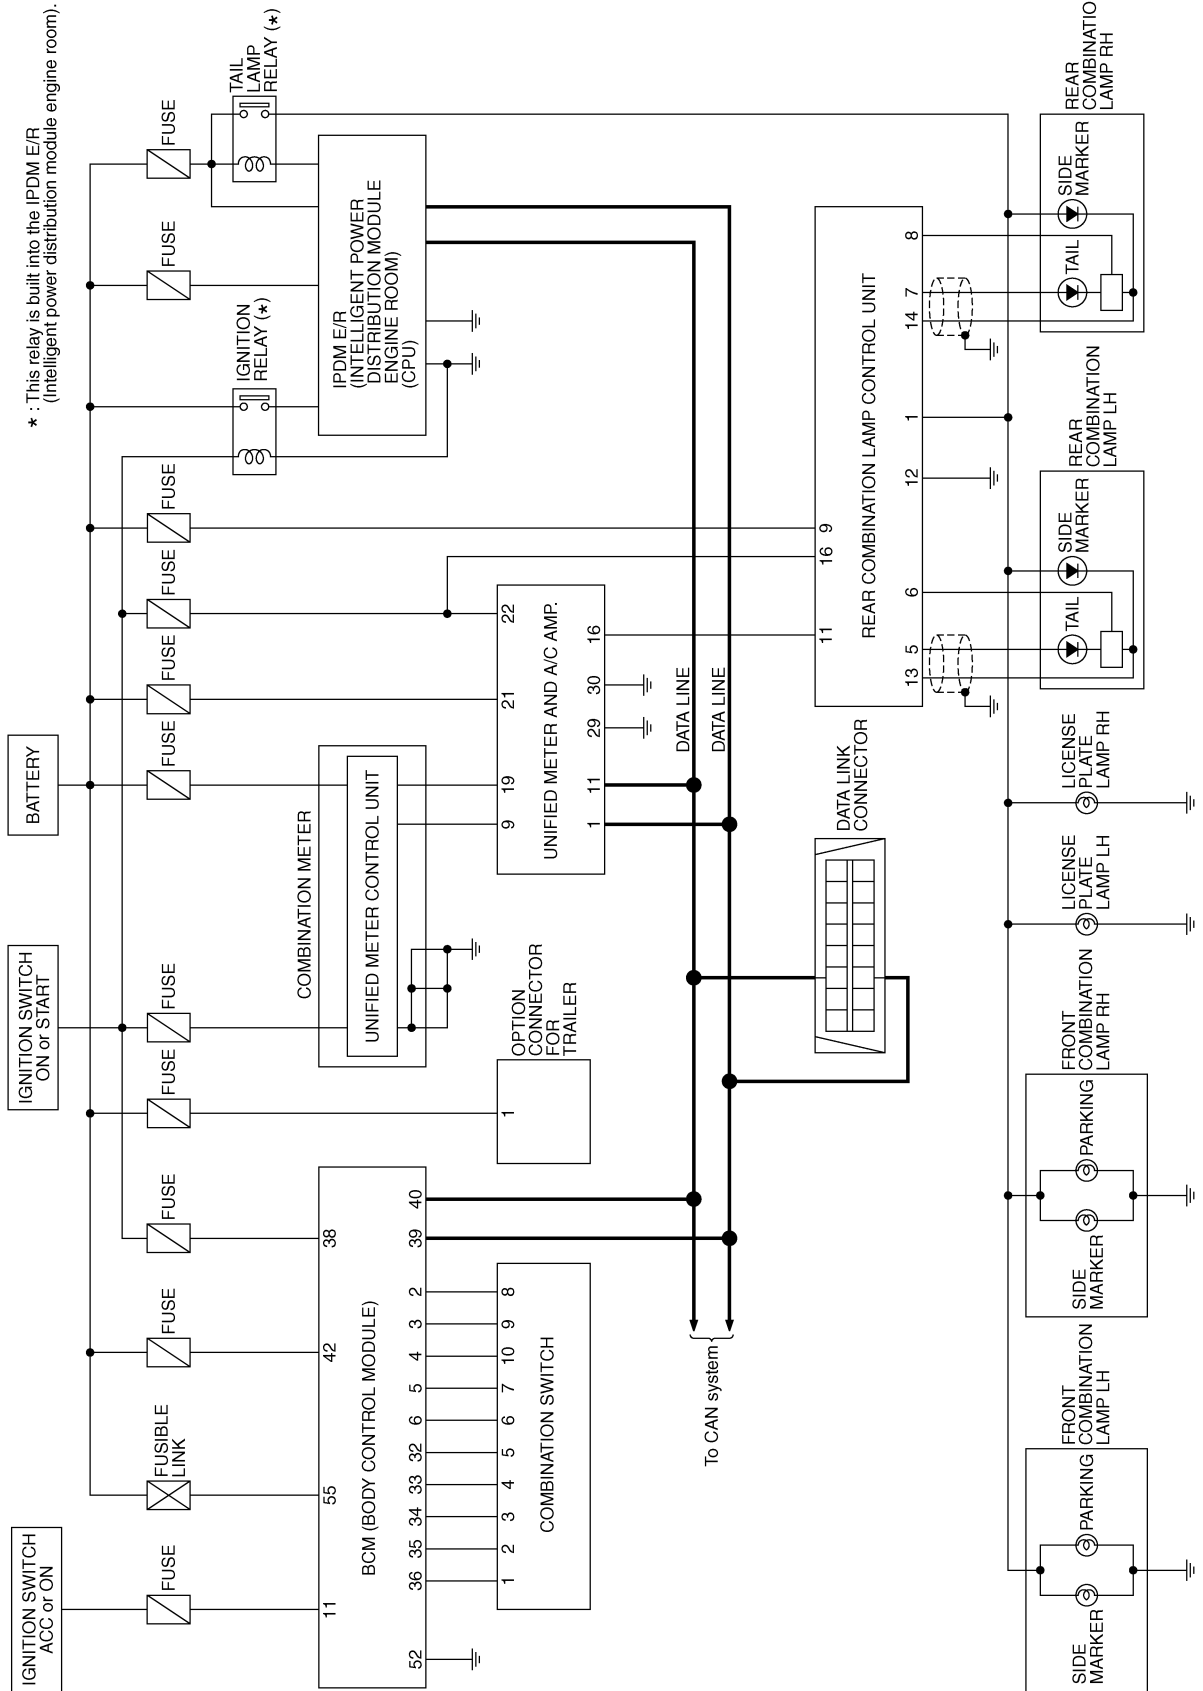 * : This relay is built into the IPDM E/R
(Intelligent power distribution module engine room).
IGNITION SWITCH
ACC or ON
IGNITION SWITCH
ON or START
BATTERY
FUSE
FUSIBLE
LINK
FUSE
FUSE
FUSE
FUSE
FUSE
FUSE
FUSE
FUSE
FUSE
FUSE
IGNITION
RELAY (*)
TAIL
LAMP
RELAY (*)
11
55
42
38
BCM (BODY CONTROL MODULE)
52
36
35
34
33
32
6
5
4
3
2
39
40
1
2
3
4
5
6
7
10
9
8
COMBINATION SWITCH
1
OPTION
CONNECTOR
FOR
TRAILER
COMBINATION METER
UNIFIED METER CONTROL UNIT
9
19
21
22
UNIFIED METER AND A/C AMP.
1
11
29
30
16
IPDM E/R
(INTELLIGENT POWER
DISTRIBUTION MODULE
ENGINE ROOM)
(CPU)
DATA LINE
DATA LINE
To CAN system
DATA LINK
CONNECTOR
11
16
9
REAR COMBINATION LAMP CONTROL UNIT
13
5
6
12
1
14
7
8
FRONT
COMBINATION
LAMP LH
SIDE
MARKER
PARKING
FRONT
COMBINATION
LAMP RH
SIDE
MARKER
PARKING
LICENSE
PLATE
LAMP LH
LICENSE
PLATE
LAMP RH
REAR
COMBINATION
LAMP LH
TAIL
SIDE
MARKER
REAR
COMBINATIO
LAMP RH
TAIL
SIDE
MARKER